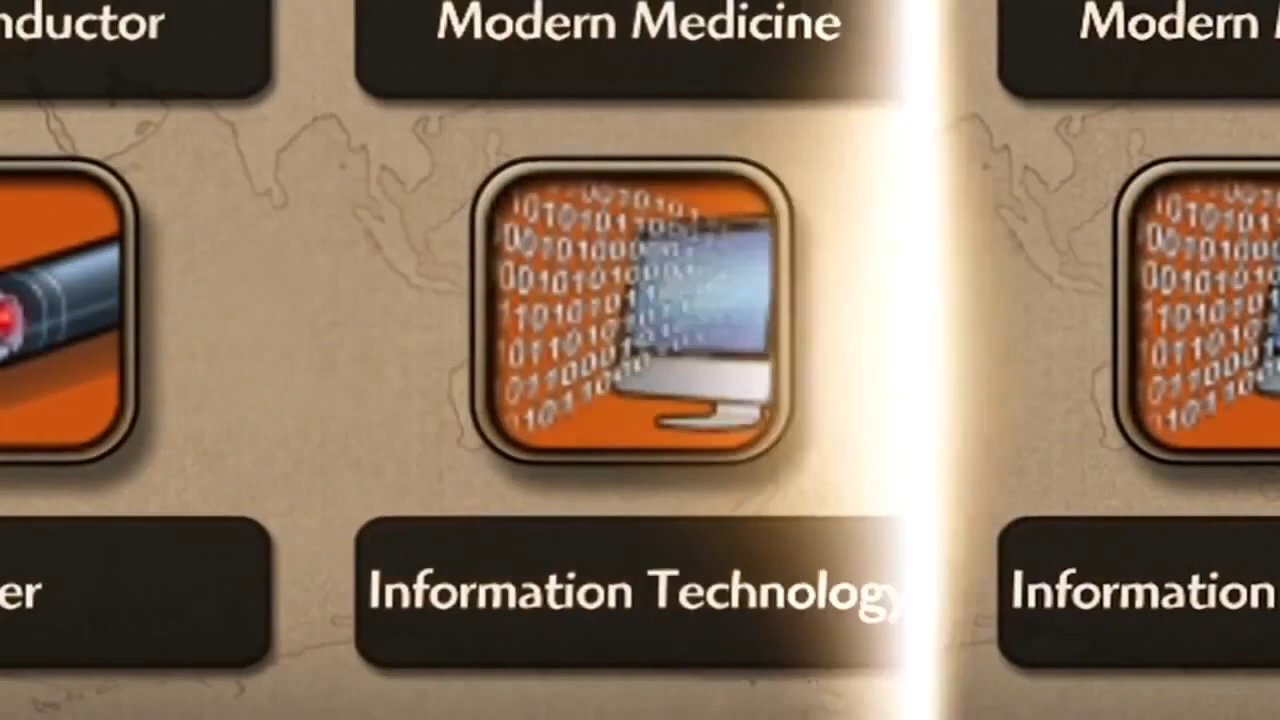 nductor
Modern Medicine
Modern
er
Information Technology
Information